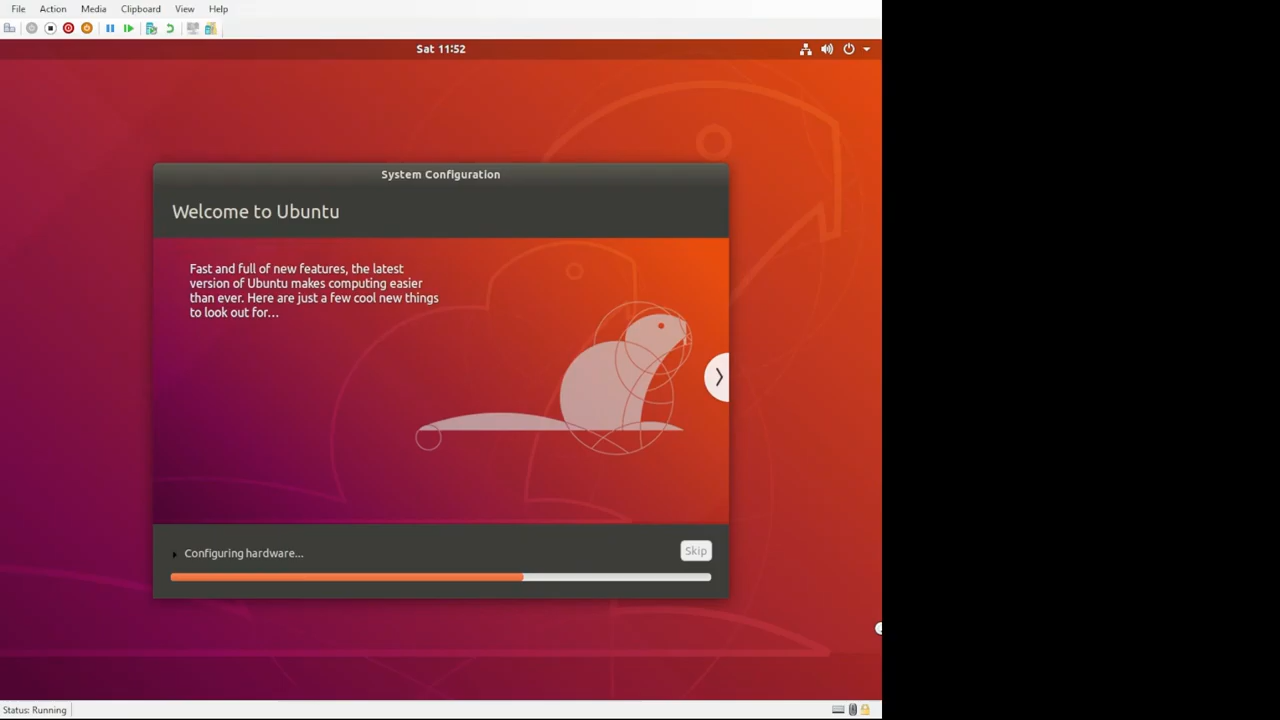 File Action Media Clipboard View Help
Sat 11:52
System Configuration
Welcome to Ubuntu
Fast and full of new features, the latest
version of Ubuntu makes computing easier
than ever. Here are just a few cool new things
to look out for...
Configuring hardware...
Skip
Status: Running